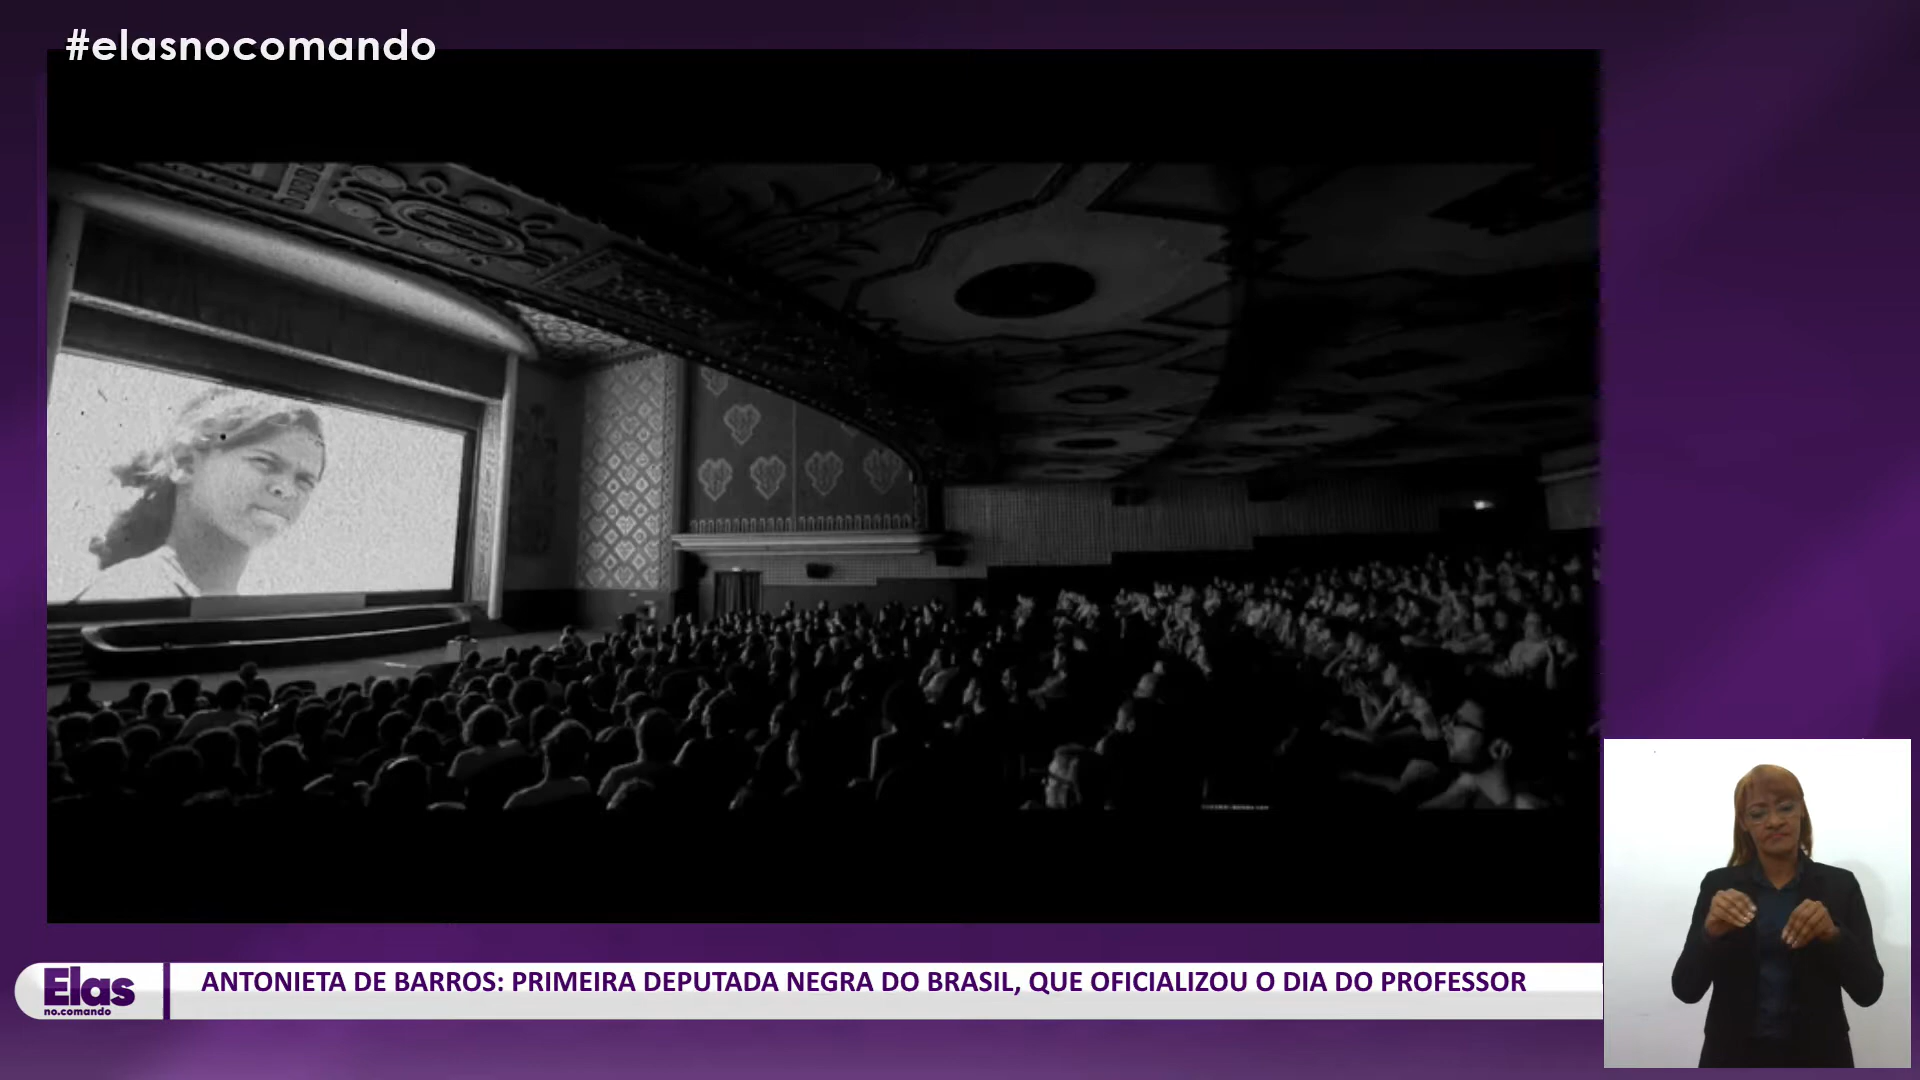 #elasnocomando
Elas
no.comando
ANTONIETA DE BARROS: PRIMEIRA DEPUTADA NEGRA DO BRASIL, QUE OFICIALIZOU O DIA DO PROFESSOR